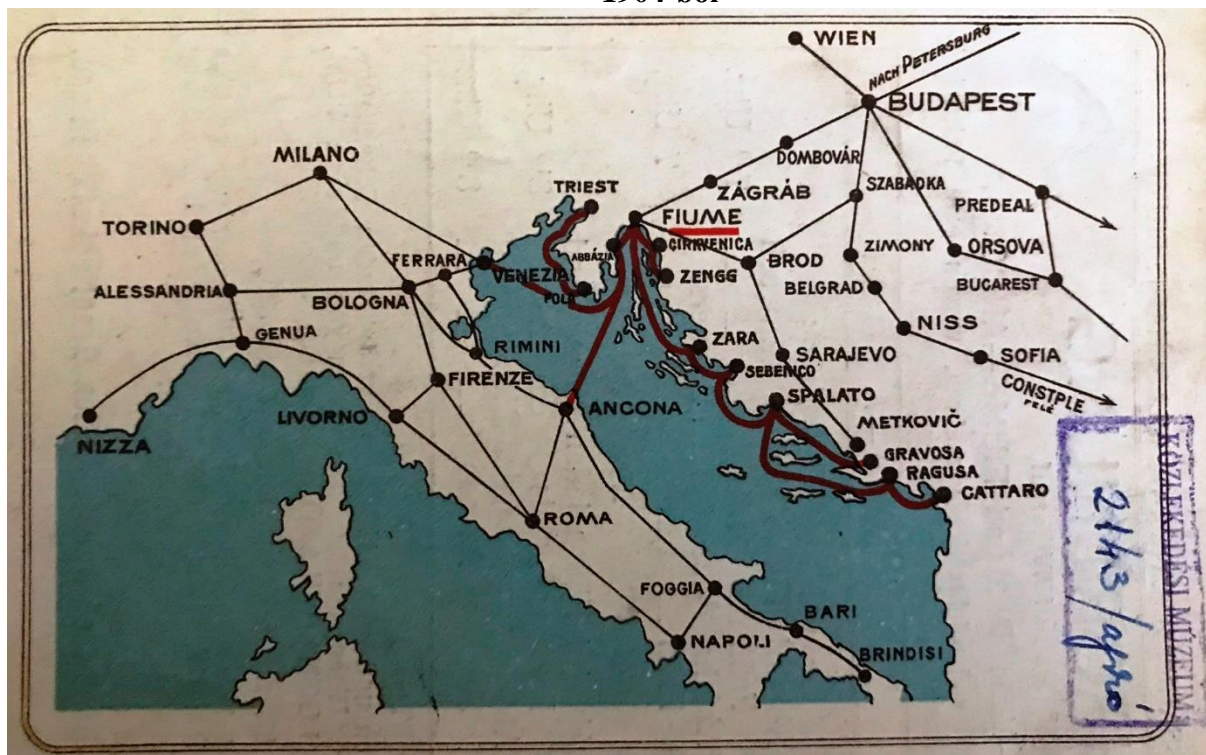 1904-ből
WIEN
NACH PETERSBURG
BUDAPEST
DOMBOVÁR
MILANO
TRIEST
ZÁGRÁB
SZABADKA
PREDEAL
TORINO
FIUME
FERRARA
VENEZIA
ABBÁZIA
CIRKVENICA
ZIMONY
ORSOVA
ALESSANDRIA
BOLOGNA
POLA
ZENGG
BROD
BELGRAD
BUCAREST
GENUA
RIMINI
ZARA
NISS
FIRENZE
SEBENICO
SARAJEVO
SOFIA
NIZZA
LIVORNO
ANCONA
SPALATO
CONSTPLE
FELÉ
METKOVIČ
GRAVOSA
RAGUSA
CATTARO
ROMA
FOGGIA
BARI
NAPOLI
BRINDISI
KÖZLEKEDÉSI MÚZEUM
2143/apró